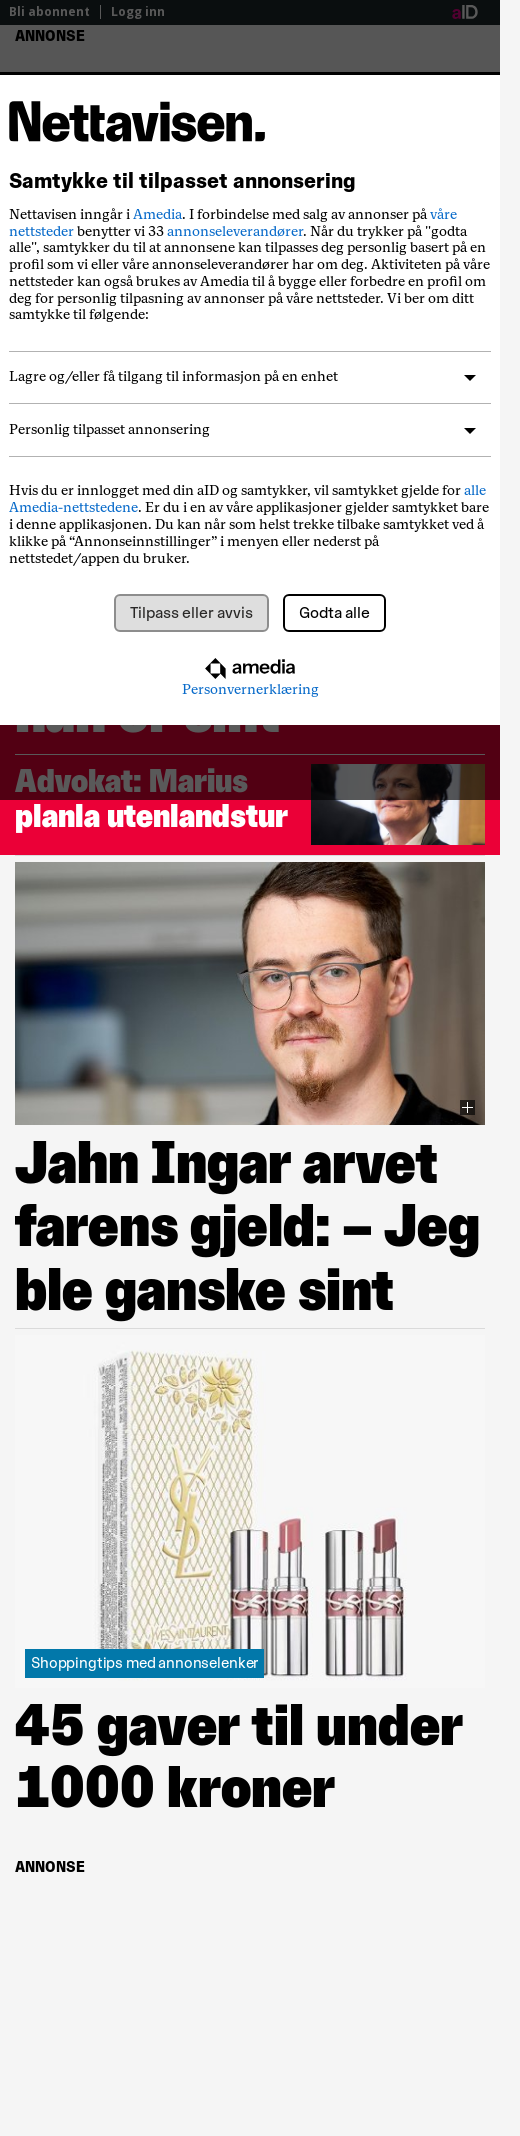 Bli abonnent | Logg inn
aID
ANNONSE
Nettavisen.
Samtykke til tilpasset annonsering
Nettavisen inngår i Amedia. I forbindelse med salg av annonser på våre
nettsteder benytter vi 33 annonseleverandører. Når du trykker på "godta
alle", samtykker du til at annonsene kan tilpasses deg personlig basert på en
profil som vi eller våre annonseleverandører har om deg. Aktiviteten på våre
nettsteder kan også brukes av Amedia til å bygge eller forbedre en profil om
deg for personlig tilpasning av annonser på våre nettsteder. Vi ber om ditt
samtykke til følgende:
Lagre og/eller få tilgang til informasjon på en enhet
Personlig tilpasset annonsering
Hvis du er innlogget med din aID og samtykker, vil samtykket gjelde for alle
Amedia-nettstedene. Er du i en av våre applikasjoner gjelder samtykket bare
i denne applikasjonen. Du kan når som helst trekke tilbake samtykket ved å
klikke på “Annonseinnstillinger” i menyen eller nederst på
nettstedet/appen du bruker.
Tilpass eller avvis
Godta alle
amedia
Personvernerklæring
Advokat: Marius
planla utenlandstur
Jahn Ingar arvet
farens gjeld: – Jeg
ble ganske sint
YSL
YVESSAINTLAURENT
Shoppingtips med annonselenker
45 gaver til under
1000 kroner
ANNONSE